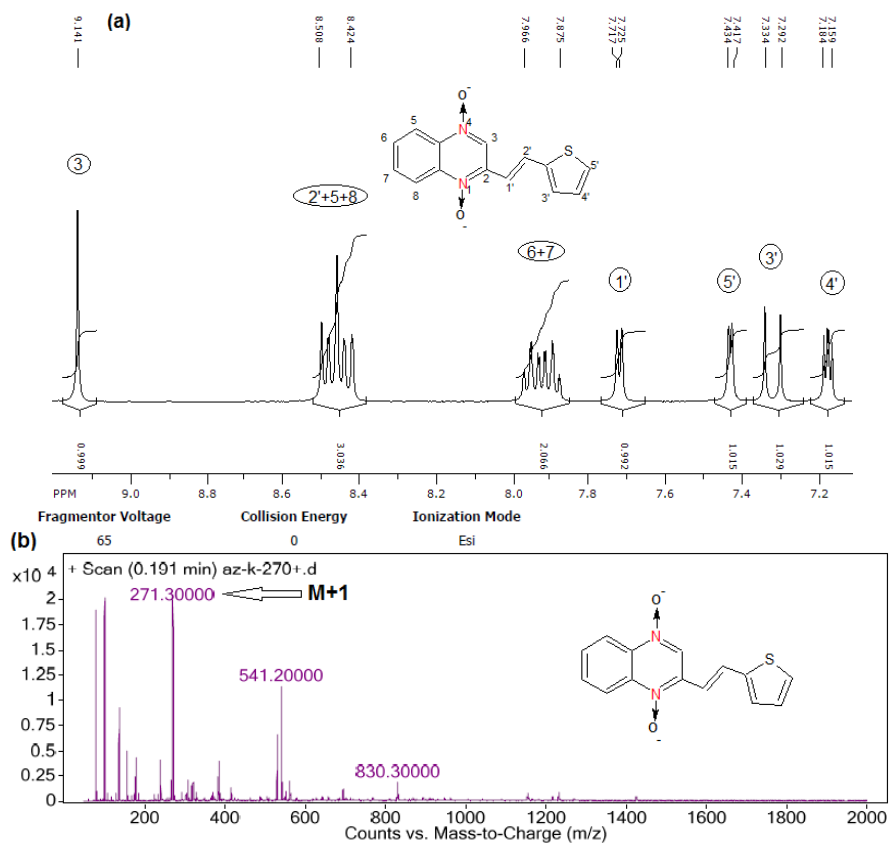 (a)
9.141
8.508
8.424
7.966
7.875
7.725
7.717
7.434
7.417
7.334
7.292
7.184
7.159
O-
N
4
5
3
6
2'
S
5'
7
2
1'
3'
4'
N
1
8
O
-
3
2'+5+8
6+7
1'
5'
3'
4'
0.999
3.036
2.066
0.992
1.015
1.029
1.015
PPM 9.0 8.8 8.6 8.4 8.2 8.0 7.8 7.6 7.4 7.2
Fragmentor Voltage Collision Energy Ionization Mode
(b) 65 0 Esi
x10 4 + Scan (0.191 min) az-k-270+.d
271.30000 M+1
541.20000
830.30000
O-
N
S
N
O
-
2
1.75
1.5
1.25
1
0.75
0.5
0.25
0
200 400 600 800 1000 1200 1400 1600 1800 2000
Counts vs. Mass-to-Charge (m/z)